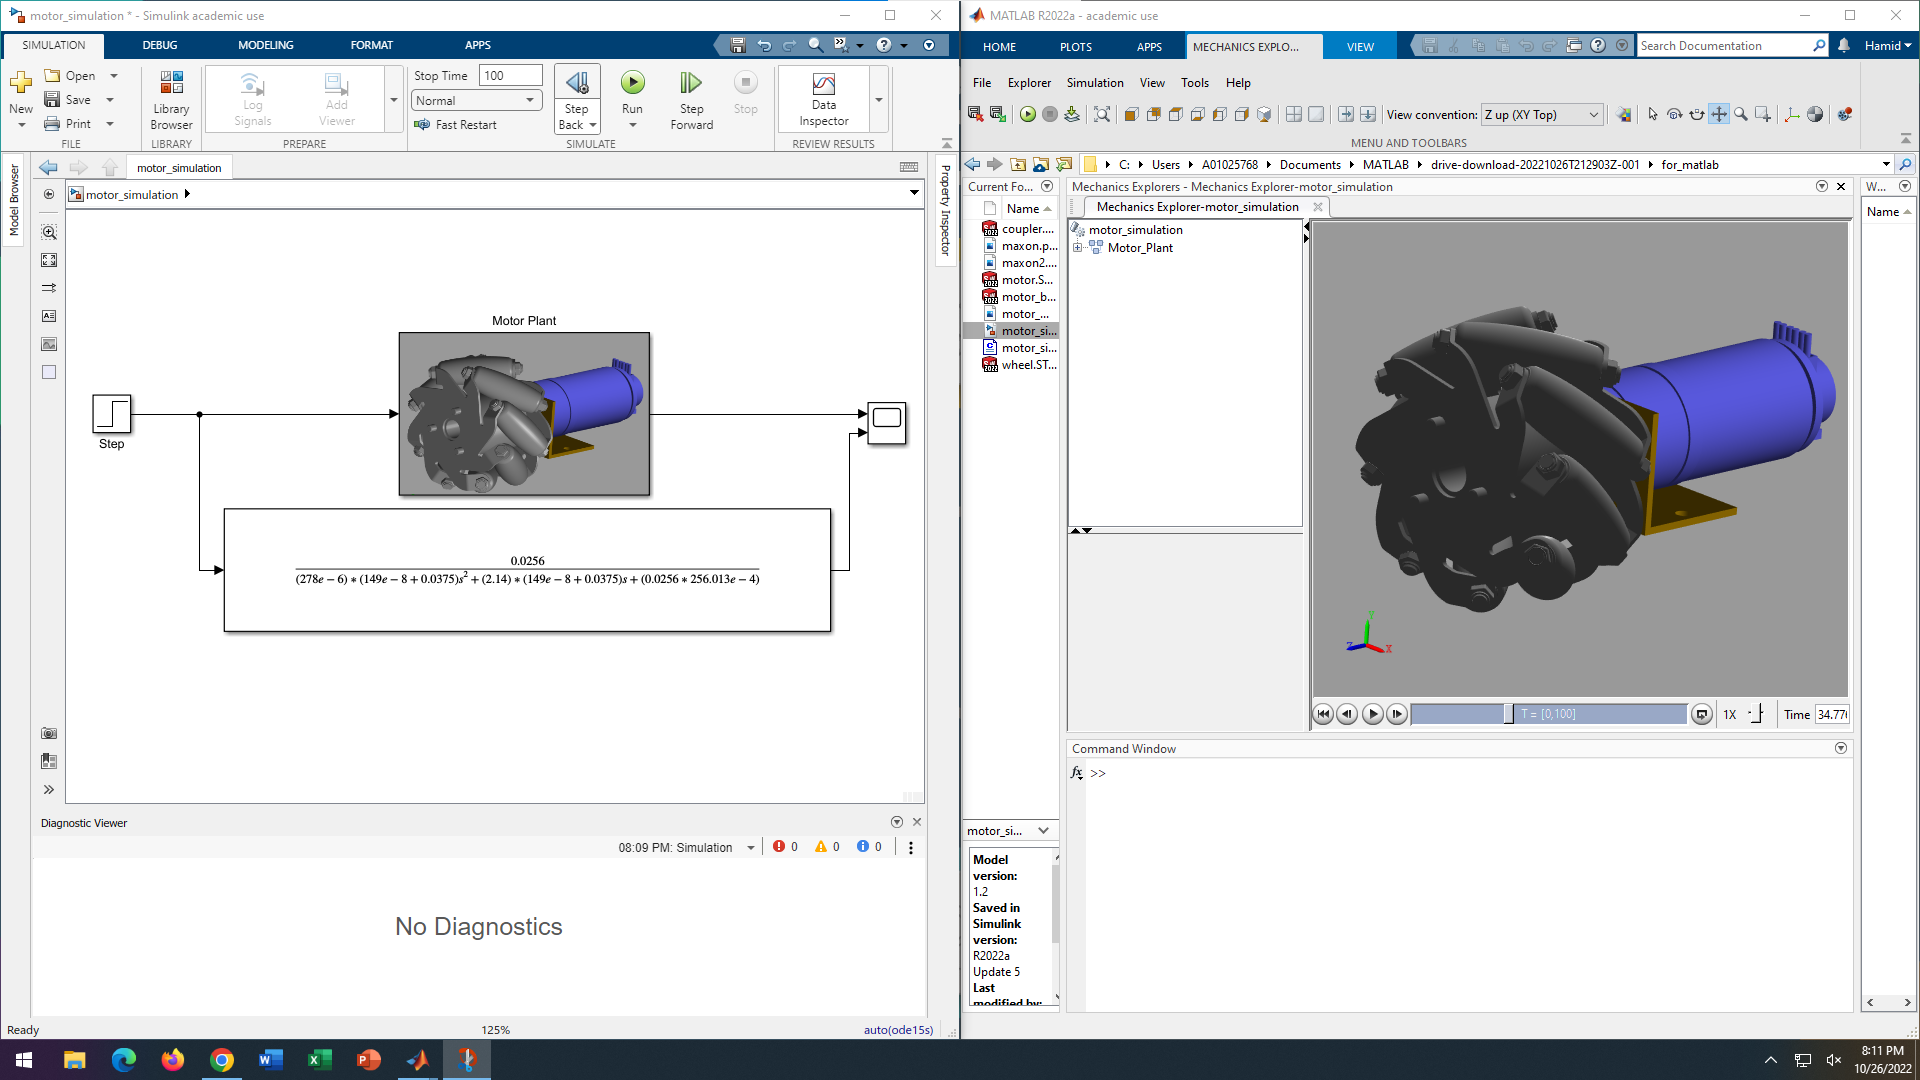 motor_simulation * - Simulink academic use
SIMULATION DEBUG MODELING FORMAT APPS
New
Open
Save
Print
FILE
Library Browser
LIBRARY
Log Signals
Add Viewer
PREPARE
Stop Time 100
Normal
Fast Restart
Step Back
Run
Step Forward
Stop
SIMULATE
Data Inspector
REVIEW RESULTS
Model Browser
motor_simulation
motor_simulation
Property Inspector
Motor Plant
Step
0.0256
(278e − 6) ∗ (149e − 8 + 0.0375)s² + (2.14) ∗ (149e − 8 + 0.0375)s + (0.0256 ∗ 256.013e − 4)
Diagnostic Viewer
08:09 PM: Simulation 0 0 0
No Diagnostics
Ready 125% auto(ode15s)
MATLAB R2022a - academic use
HOME PLOTS APPS MECHANICS EXPLO... VIEW
Search Documentation
Hamid
File Explorer Simulation View Tools Help
View convention: Z up (XY Top)
MENU AND TOOLBARS
C: Users A01025768 Documents MATLAB drive-download-20221026T212903Z-001 for_matlab
Current Fo...
Name
coupler....
maxon.p...
maxon2....
motor.S...
motor_b...
motor_...
motor_si...
motor_si...
wheel.ST...
Mechanics Explorers - Mechanics Explorer-motor_simulation
Mechanics Explorer-motor_simulation
motor_simulation
Motor_Plant
Y
Z
X
T = [0,100]
1X
Time 34.77
W...
Name
Command Window
fx >>
motor_si...
Model version:
1.2
Saved in Simulink version:
R2022a Update 5
Last modified by:
8:11 PM
10/26/2022